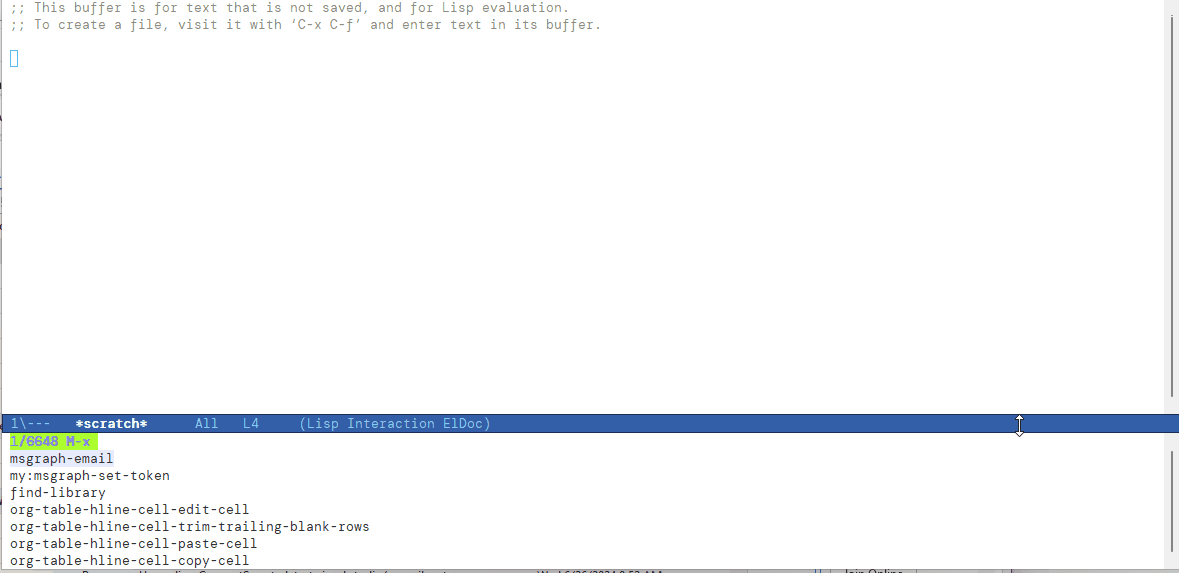 ;; This buffer is for text that is not saved, and for Lisp evaluation.
;; To create a file, visit it with ‘C-x C-f’ and enter text in its buffer.
1\--- *scratch* All L4 (Lisp Interaction ElDoc)
1/6648 M-x
msgraph-email
my:msgraph-set-token
find-library
org-table-hline-cell-edit-cell
org-table-hline-cell-trim-trailing-blank-rows
org-table-hline-cell-paste-cell
org-table-hline-cell-copy-cell